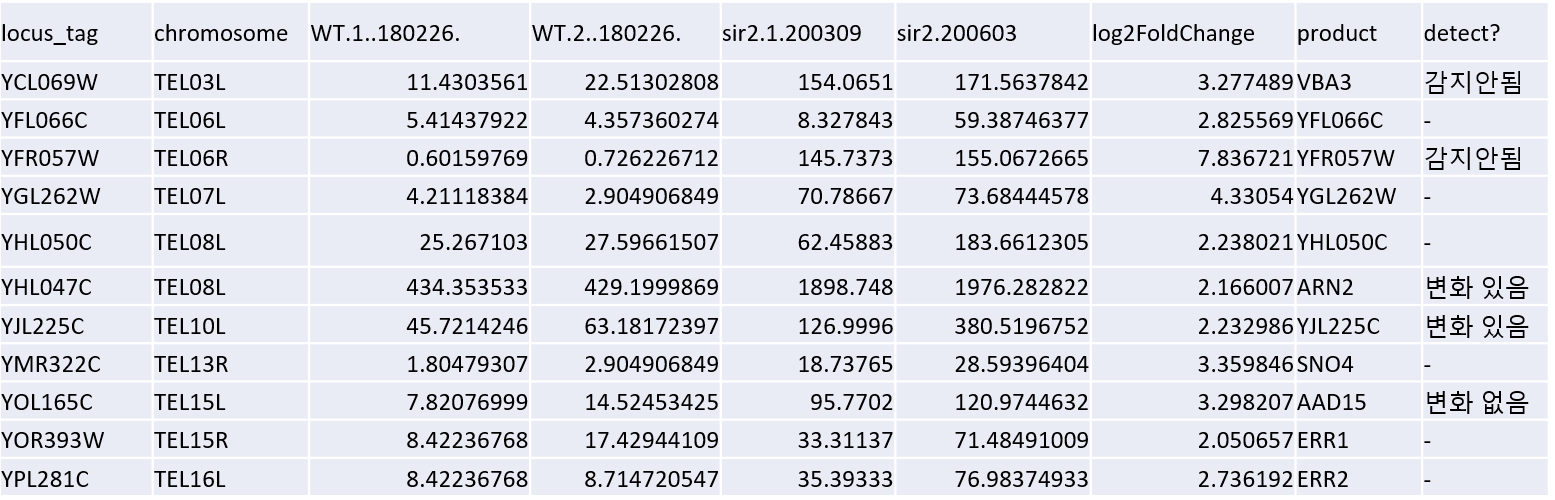 locus_tag chromosome WT.1..180226. WT.2..180226. sir2.1.200309 sir2.200603 log2FoldChange product detect?
YCL069W TEL03L 11.4303561 22.51302808 154.0651 171.5637842 3.277489 VBA3 감지안됨
YFL066C TEL06L 5.41437922 4.357360274 8.327843 59.38746377 2.825569 YFL066C -
YFR057W TEL06R 0.60159769 0.726226712 145.7373 155.0672665 7.836721 YFR057W 감지안됨
YGL262W TEL07L 4.21118384 2.904906849 70.78667 73.68444578 4.33054 YGL262W -
YHL050C TEL08L 25.267103 27.59661507 62.45883 183.6612305 2.238021 YHL050C -
YHL047C TEL08L 434.353533 429.1999869 1898.748 1976.282822 2.166007 ARN2 변화 있음
YJL225C TEL10L 45.7214246 63.18172397 126.9996 380.5196752 2.232986 YJL225C 변화 있음
YMR322C TEL13R 1.80479307 2.904906849 18.73765 28.59396404 3.359846 SNO4 -
YOL165C TEL15L 7.82076999 14.52453425 95.7702 120.9744632 3.298207 AAD15 변화 없음
YOR393W TEL15R 8.42236768 17.42944109 33.31137 71.48491009 2.050657 ERR1 -
YPL281C TEL16L 8.42236768 8.714720547 35.39333 76.98374933 2.736192 ERR2 -